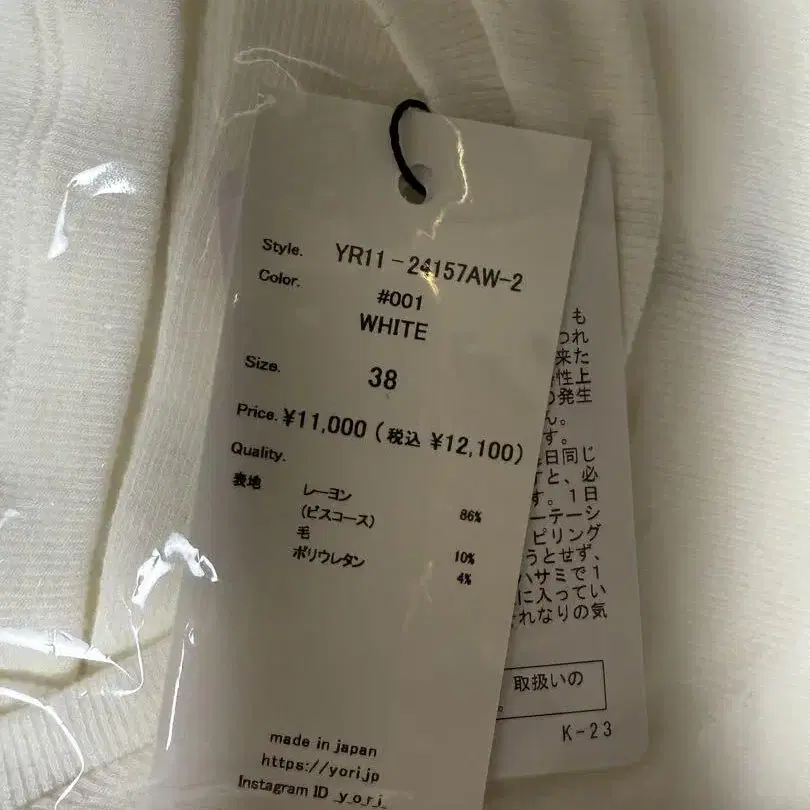 Style. YR11-24157AW-2
Color. #001
WHITE
Size. 38
Price. ¥11,000 (税込 ¥12,100)
Quality.
表地 レーヨン
(ビスコース) 86%
毛 10%
ポリウレタン 4%
made in japan
https://yori.jp
Instagram ID _y_o_r_i_
も
つれ
来た
性上
の発生
ん。
す。
日同じ
と、必
す。1日
ーテーシ
ピリング
うとせず、
ハサミで1
に入ってい
それなりの気
取扱いの
。
K-23